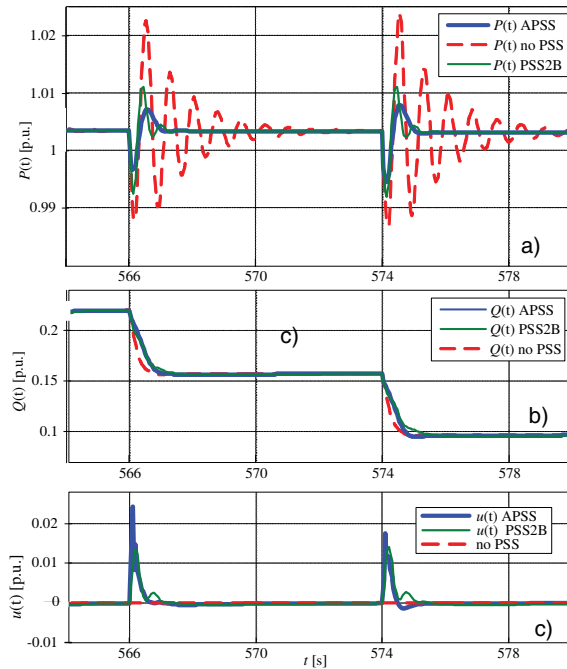 1.02
1.01
1
0.99
P(t) [p.u.]
P(t) APSS
P(t) no PSS
P(t) PSS2B
a)
566
570
574
578
0.2
0.15
0.1
Q(t) [p.u.]
c)
Q(t) APSS
Q(t) PSS2B
Q(t) no PSS
b)
566
570
574
578
0.02
0.01
0
-0.01
u(t) [p.u.]
u(t) APSS
u(t) PSS2B
no PSS
c)
566
570
574
578
t [s]